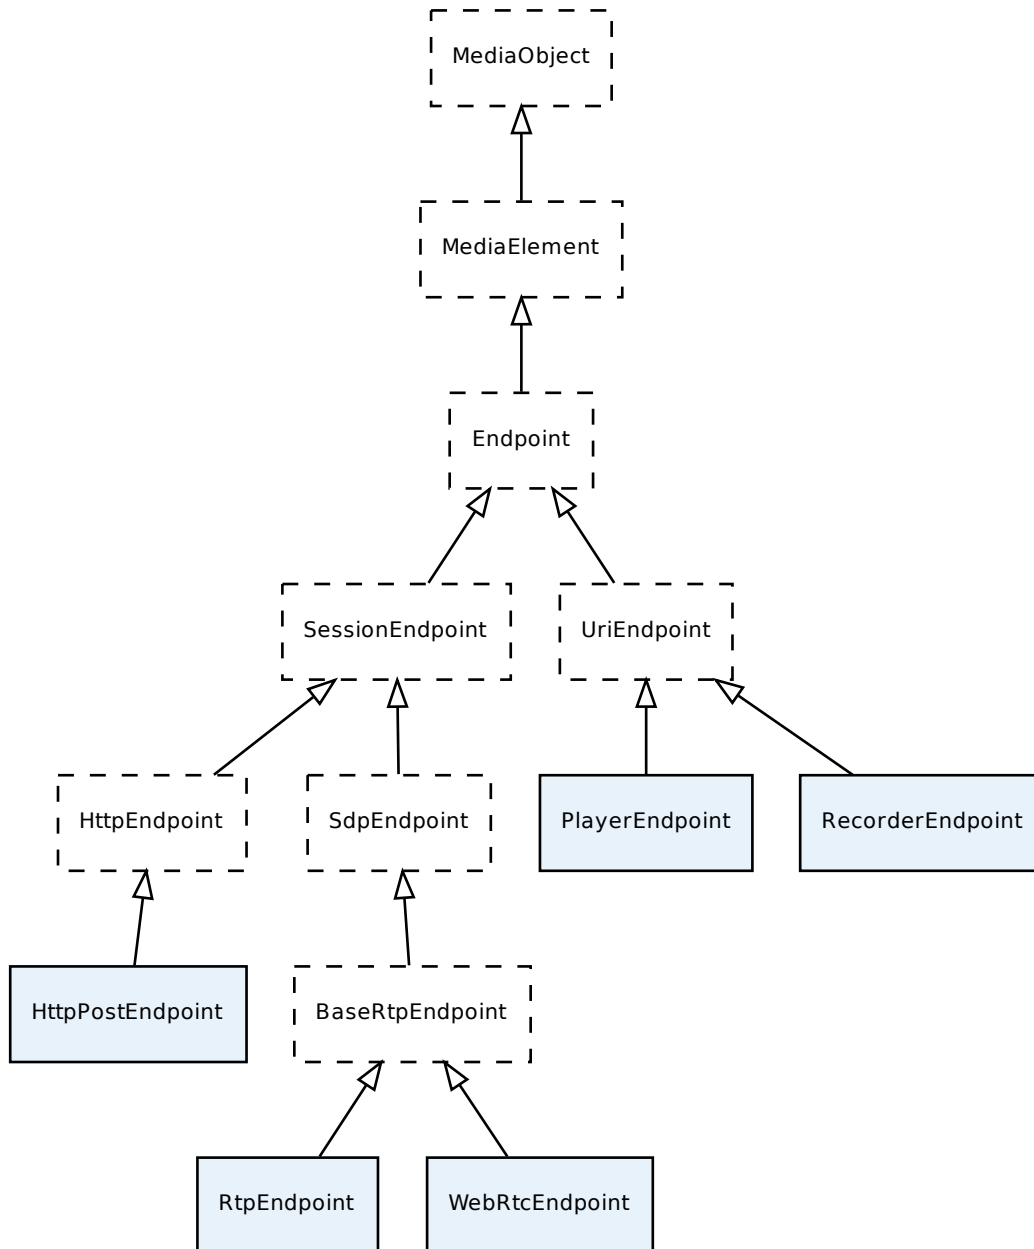 MediaObject
MediaElement
Endpoint
SessionEndpoint
UriEndpoint
HttpEndpoint
SdpEndpoint
PlayerEndpoint
RecorderEndpoint
HttpPostEndpoint
BaseRtpEndpoint
RtpEndpoint
WebRtcEndpoint